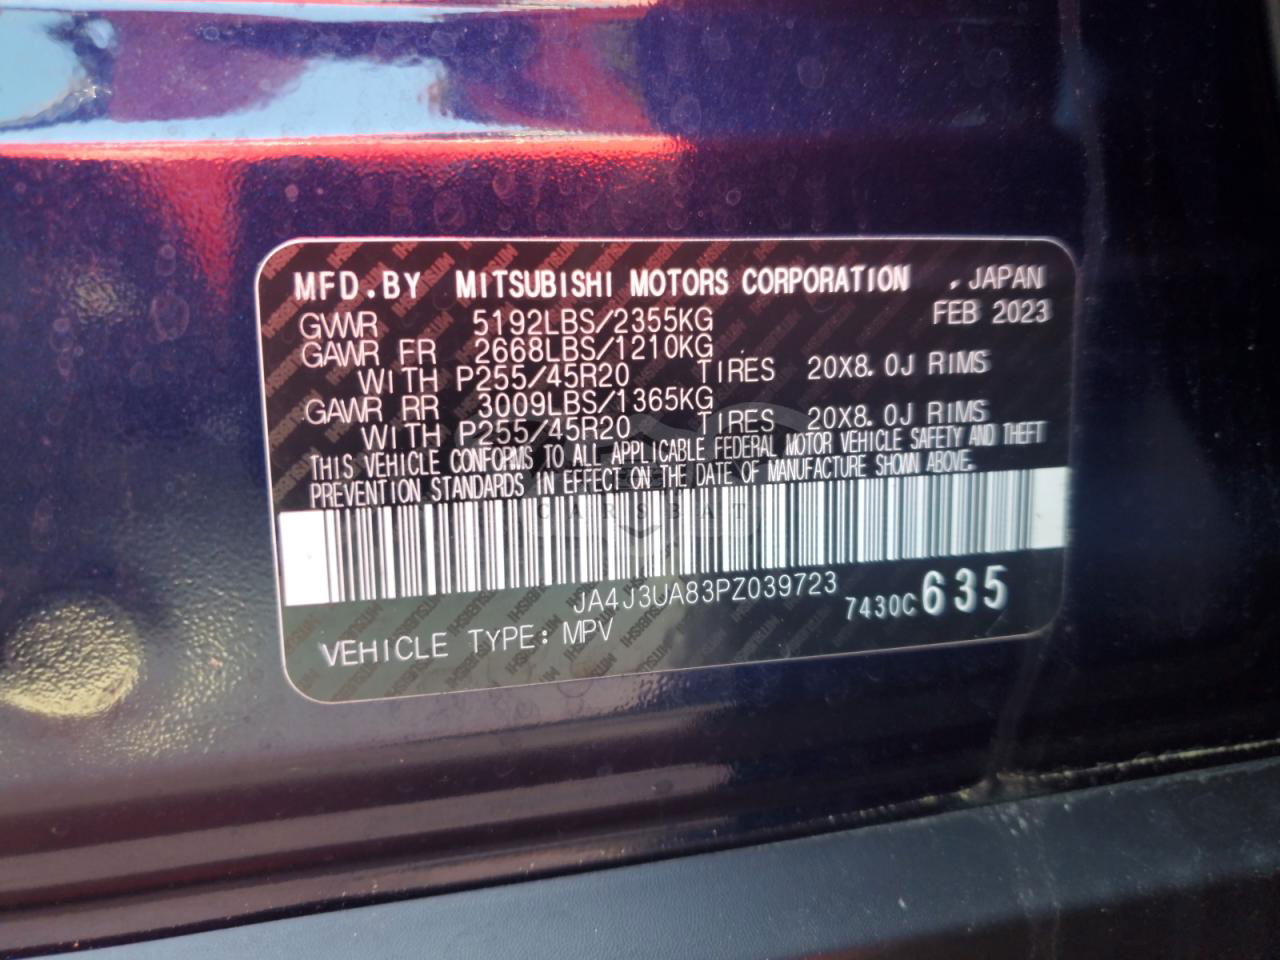 MFD.BY MITSUBISHI MOTORS CORPORATION , JAPAN
GVWR 5192LBS/2355KG FEB 2023
GAWR FR 2668LBS/1210KG
WITH P255/45R20 TIRES 20X8.0J RIMS
GAWR RR 3009LBS/1365KG
WITH P255/45R20 TIRES 20X8.0J RIMS
THIS VEHICLE CONFORMS TO ALL APPLICABLE FEDERAL MOTOR VEHICLE SAFETY AND THEFT
PREVENTION STANDARDS IN EFFECT ON THE DATE OF MANUFACTURE SHOWN ABOVE.
CARSBAT
JA4J3UA83PZ039723 7430C635
VEHICLE TYPE: MPV